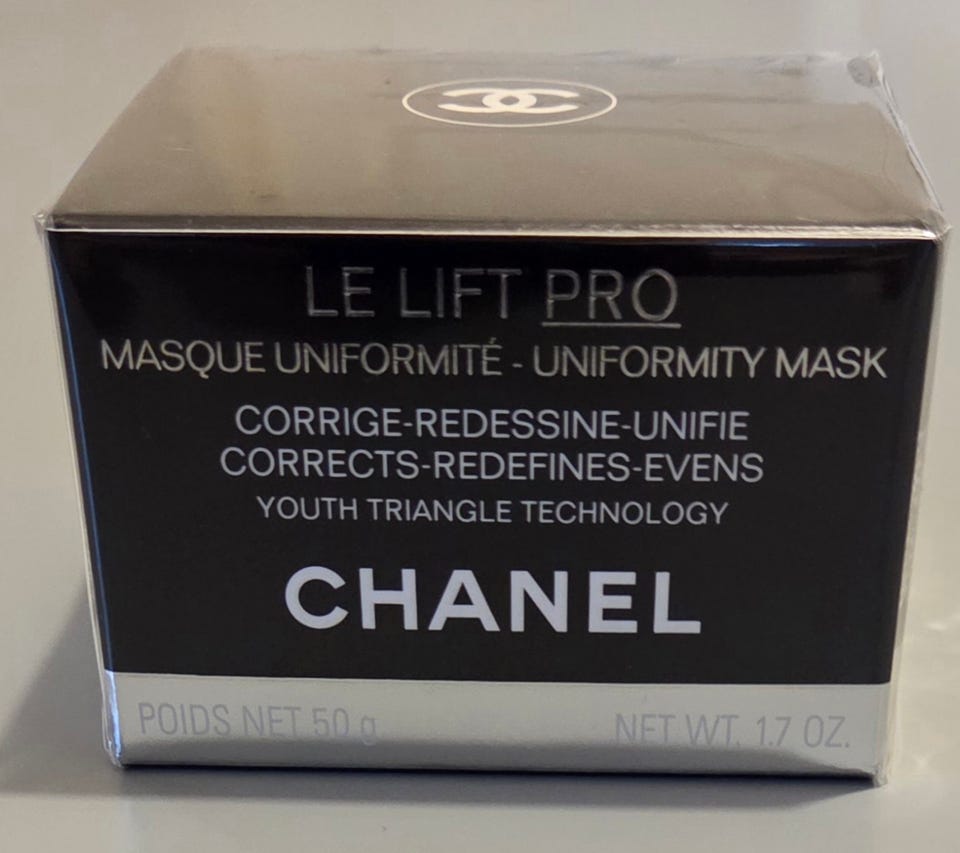 LE LIFT PRO
MASQUE UNIFORMITÉ - UNIFORMITY MASK
CORRIGE-REDESSINE-UNIFIE
CORRECTS-REDEFINES-EVENS
YOUTH TRIANGLE TECHNOLOGY
CHANEL
POIDS NET 50 g NET WT. 1.7 OZ.